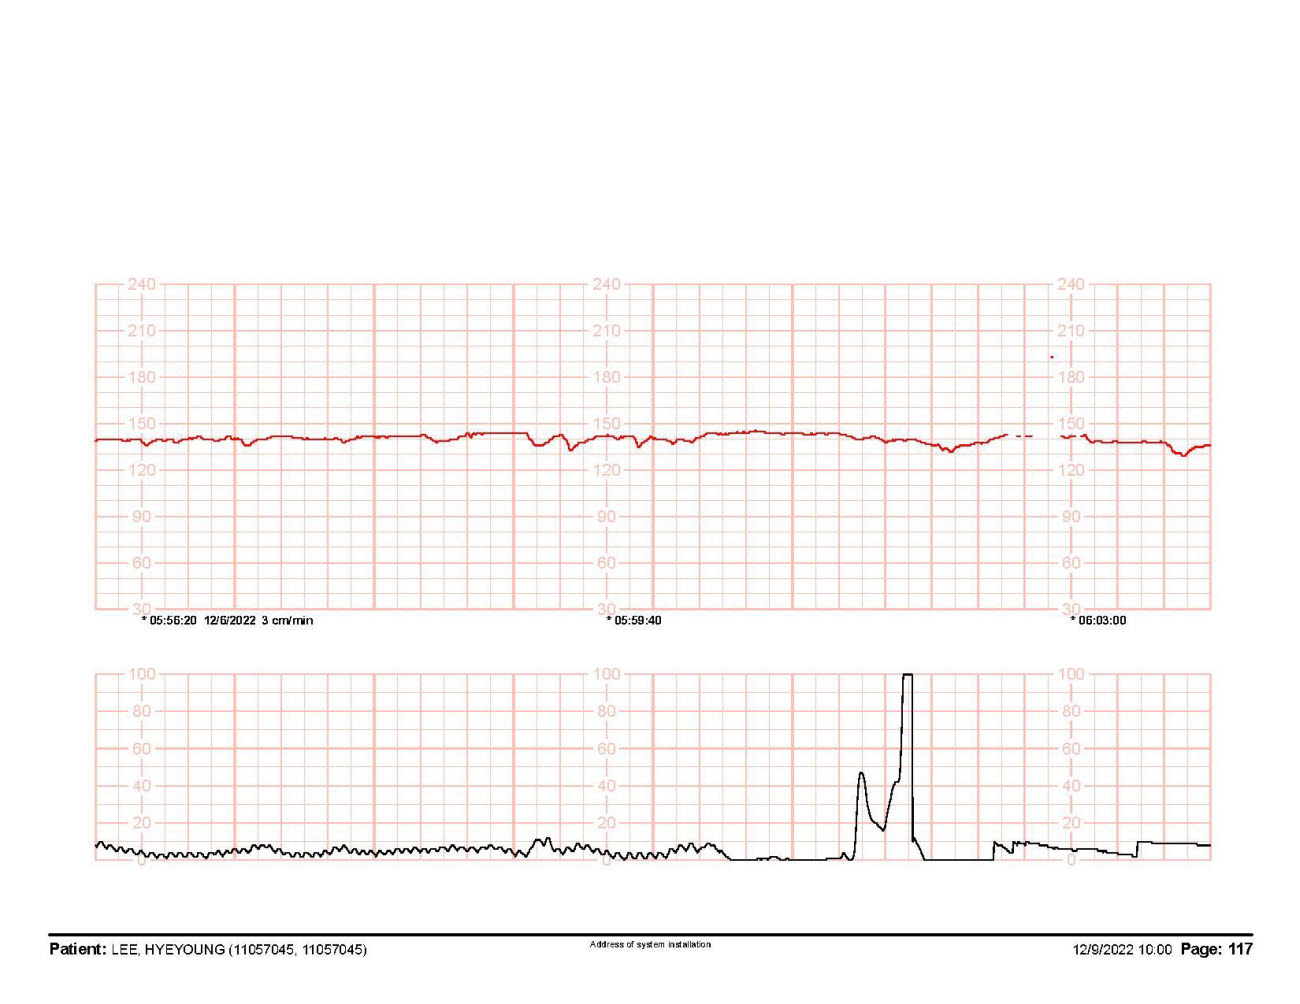 240 240 240
210 210 210
180 180 180
150 150 150
120 120 120
90 90 90
60 60 60
30 30 30
* 05:56:20 12/6/2022 3 cm/min * 05:59:40 * 06:03:00
100 100 100
80 80 80
60 60 60
40 40 40
20 20 20
0 0 0
Patient: LEE, HYEYOUNG (11057045, 11057045) Address of system installation 12/9/2022 10:00 Page: 117